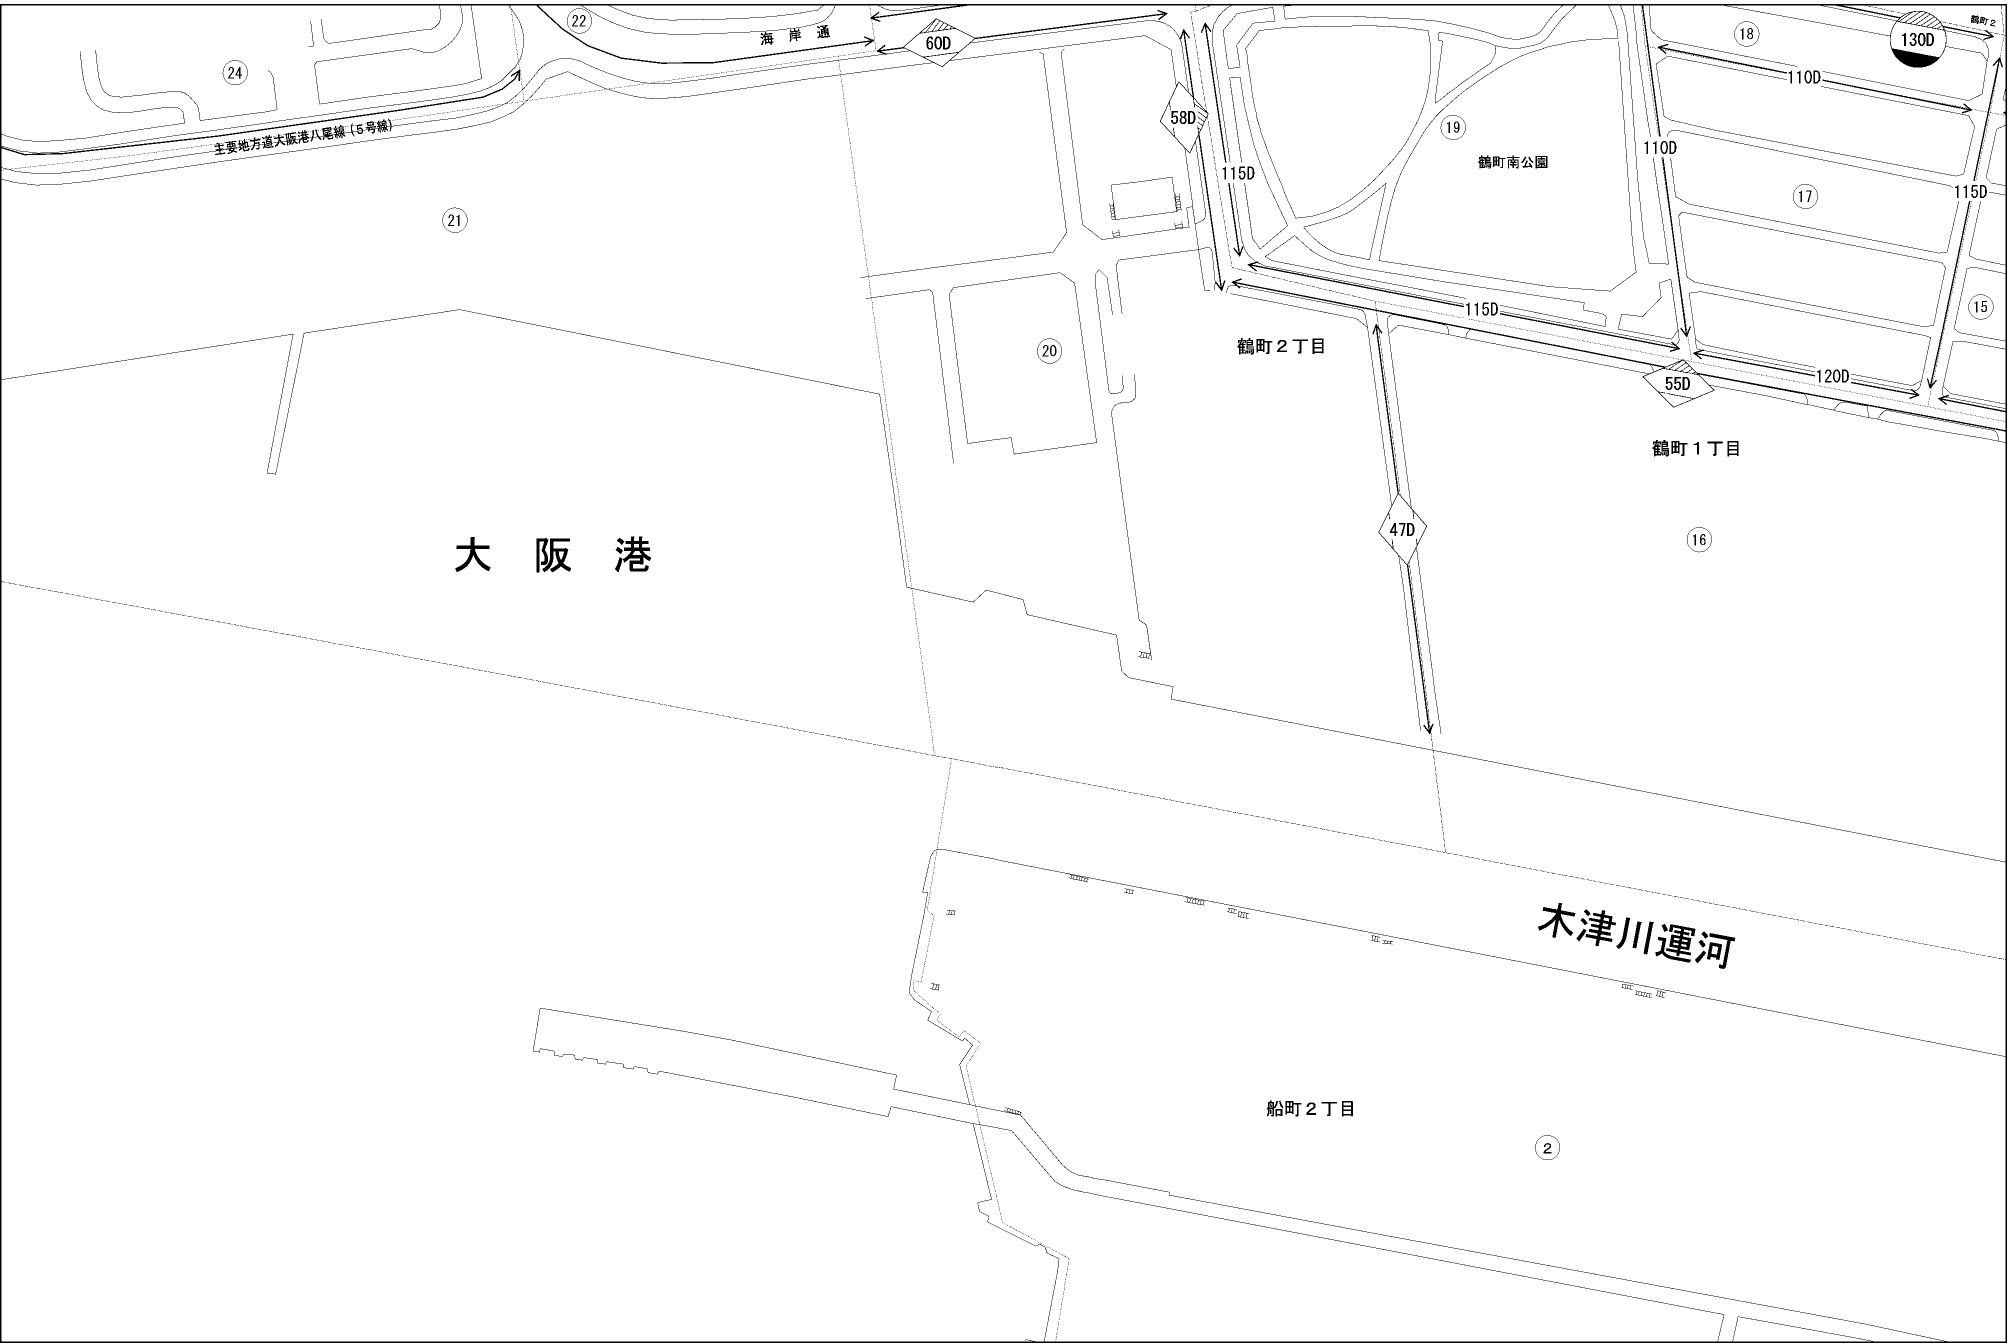 22
海岸通
60D
18
130D
鶴町2
24
110D
58D
19
主要地方道大阪港八尾線(5号線)
110D
鶴町南公園
115D
17
115D
21
15
115D
20
鶴町2丁目
120D
55D
鶴町1丁目
47D
16
大阪港
木津川運河
船町2丁目
2